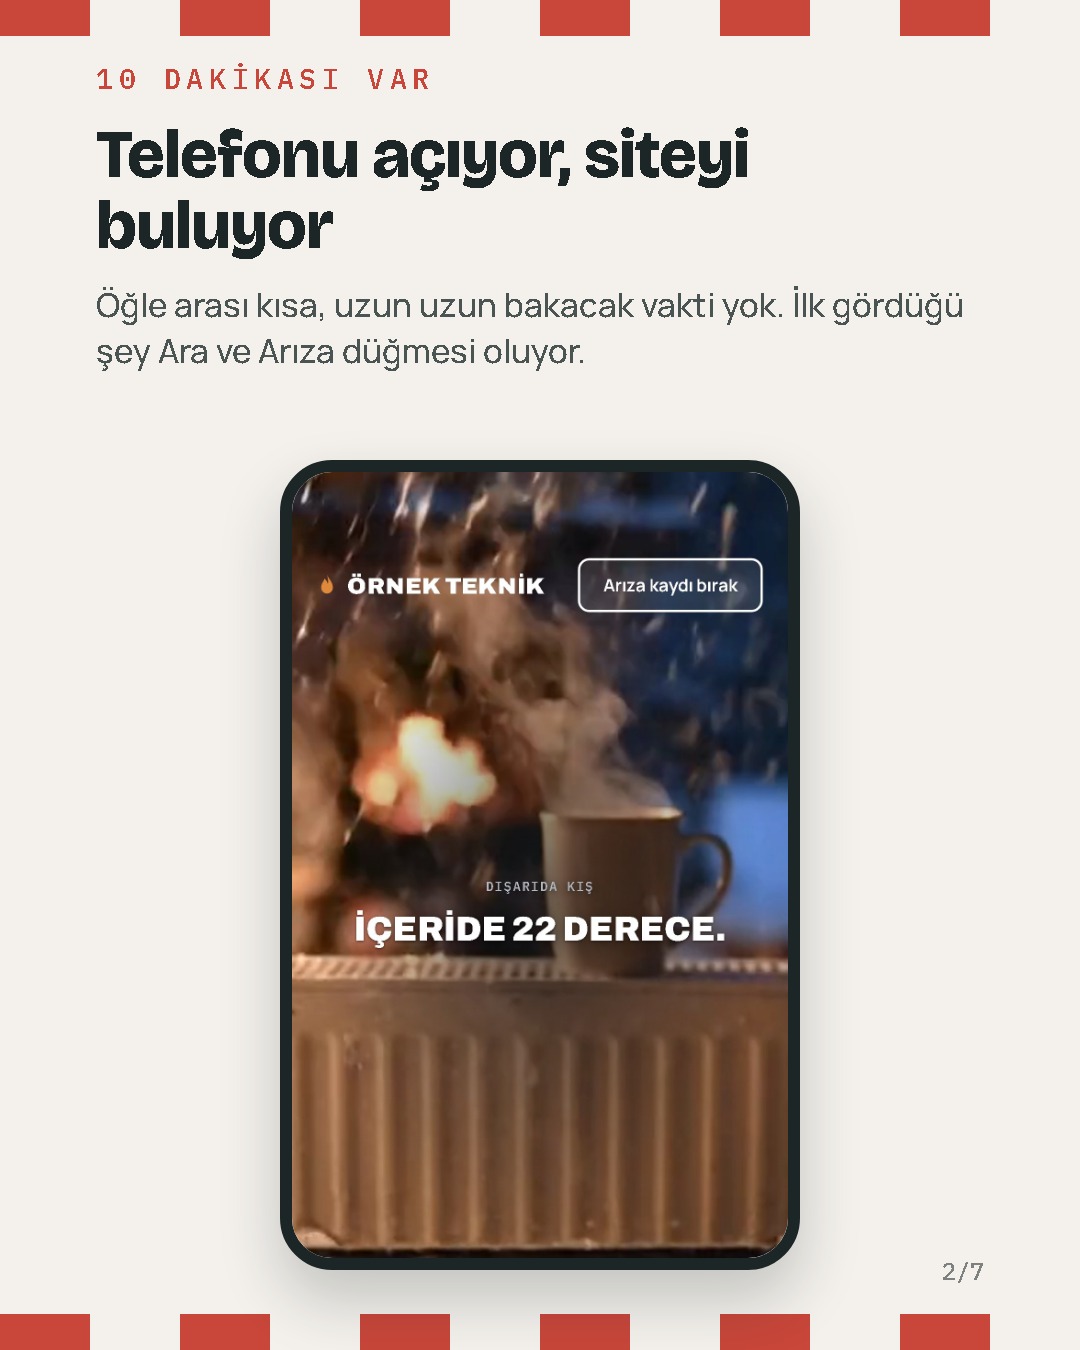 10 DAKİKASI VAR
Telefonu açıyor, siteyi
buluyor
Öğle arası kısa, uzun uzun bakacak vakti yok. İlk gördüğü
şey Ara ve Arıza düğmesi oluyor.
ÖRNEK TEKNİK
Arıza kaydı bırak
DIŞARIDA KIŞ
İÇERİDE 22 DERECE.
2/7